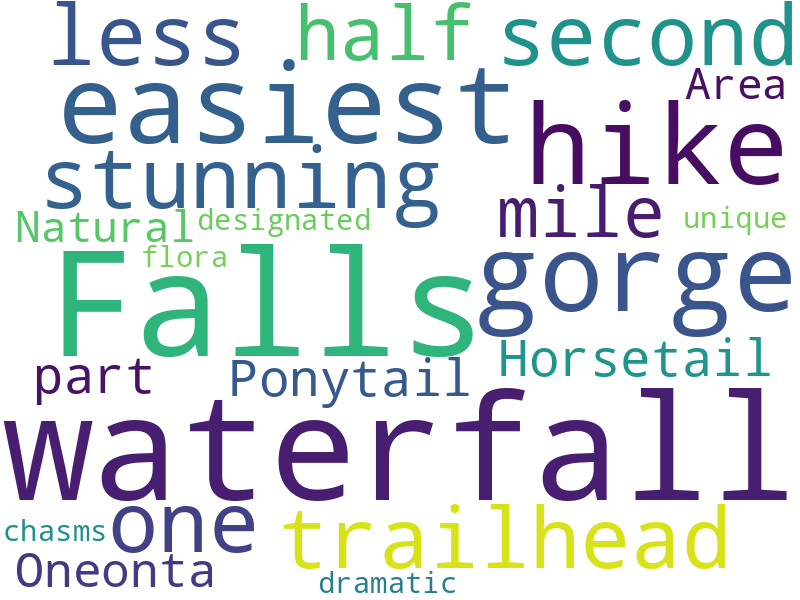 less half second
easiest Area
hike
stunning
mile
Natural designated unique
flora
Falls gorge
Horsetail
part Ponytail
waterfall
one trailhead
chasms
Oneonta dramatic